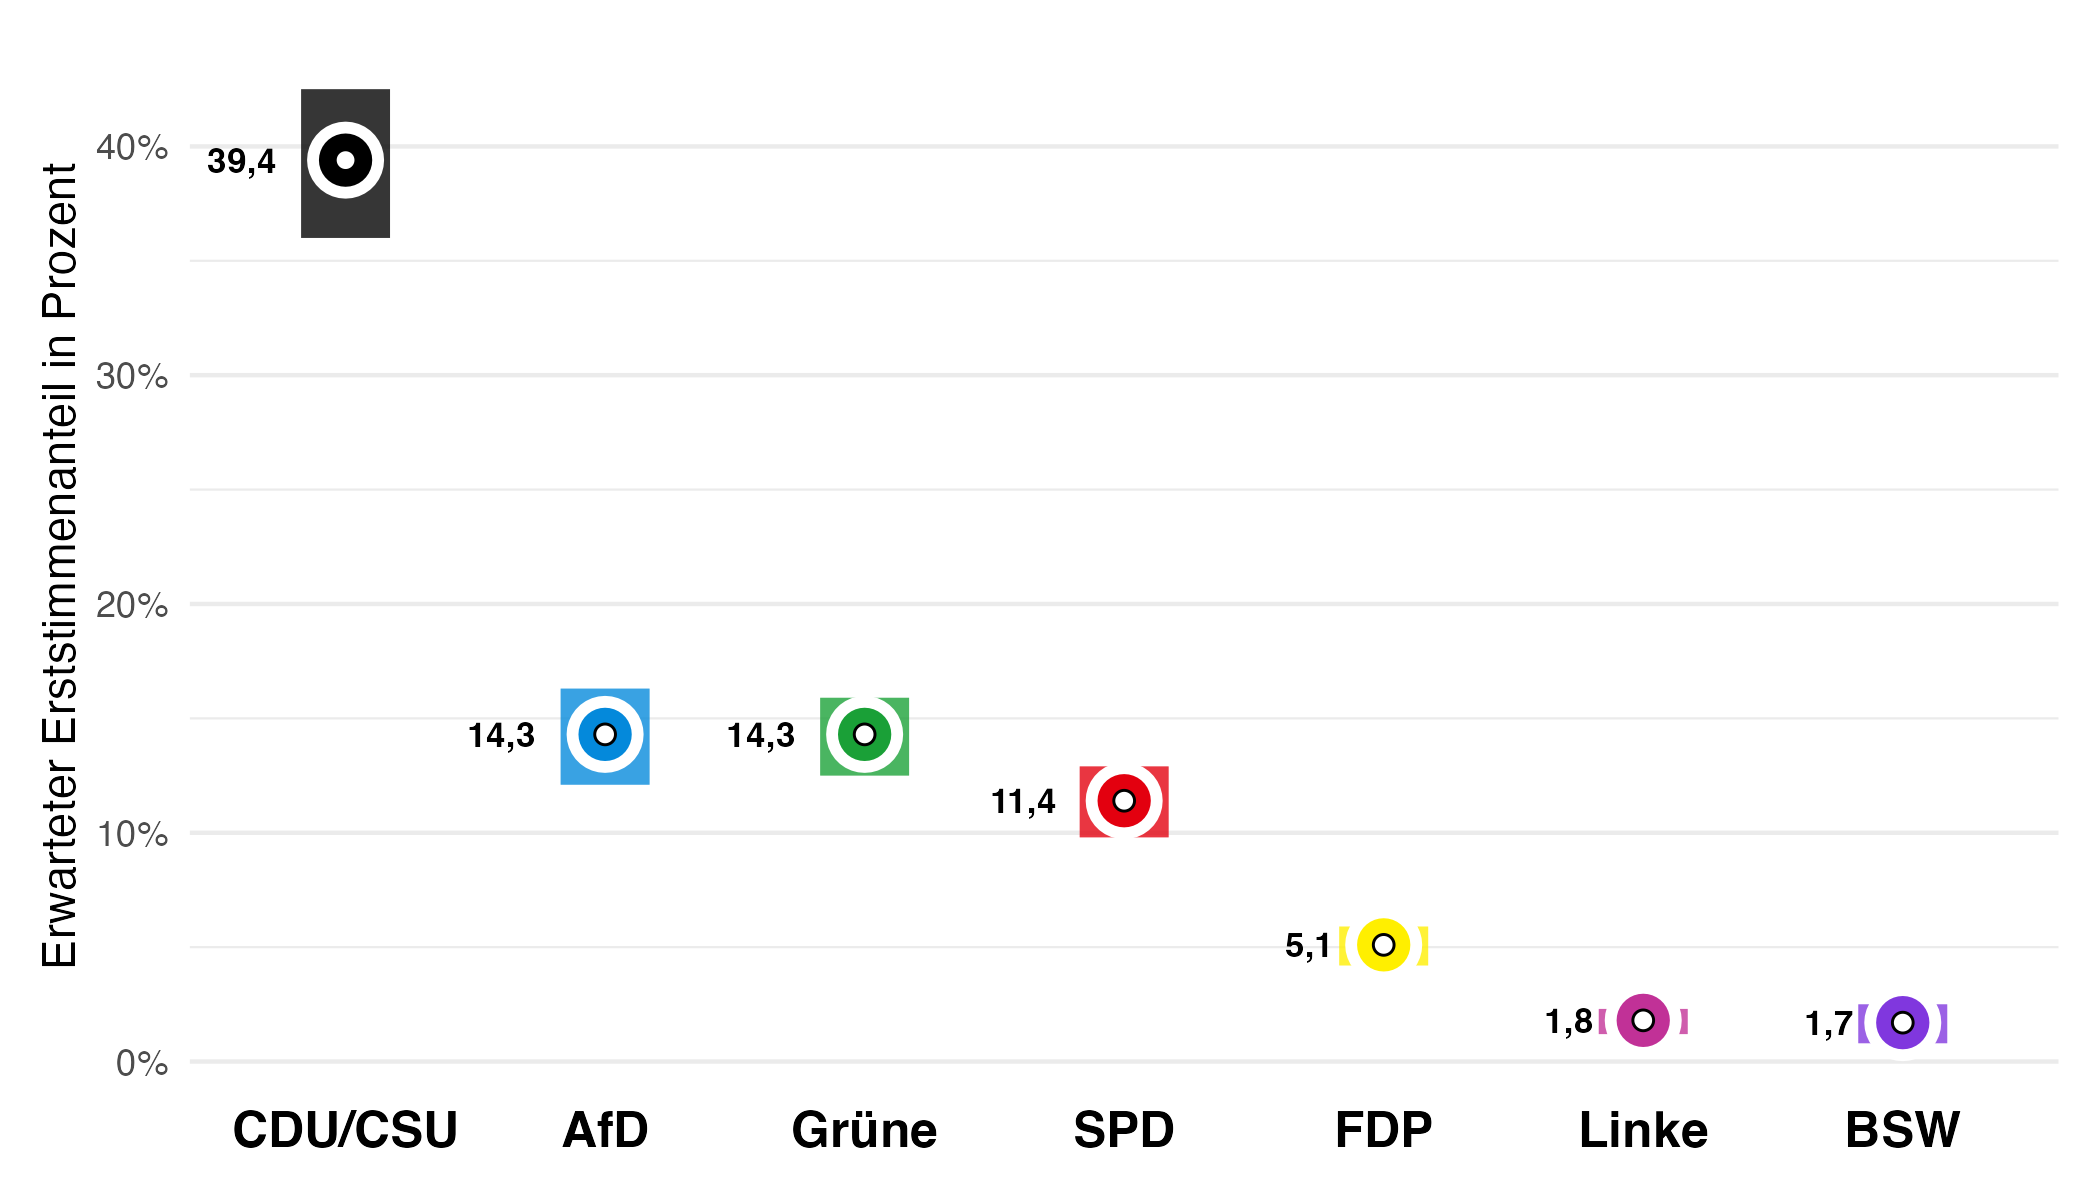 Erwarteter Erststimmenanteil in Prozent
40%
30%
20%
10%
0%
39,4
14,3
14,3
11,4
5,1
1,8
1,7
CDU/CSU
AfD
Grüne
SPD
FDP
Linke
BSW